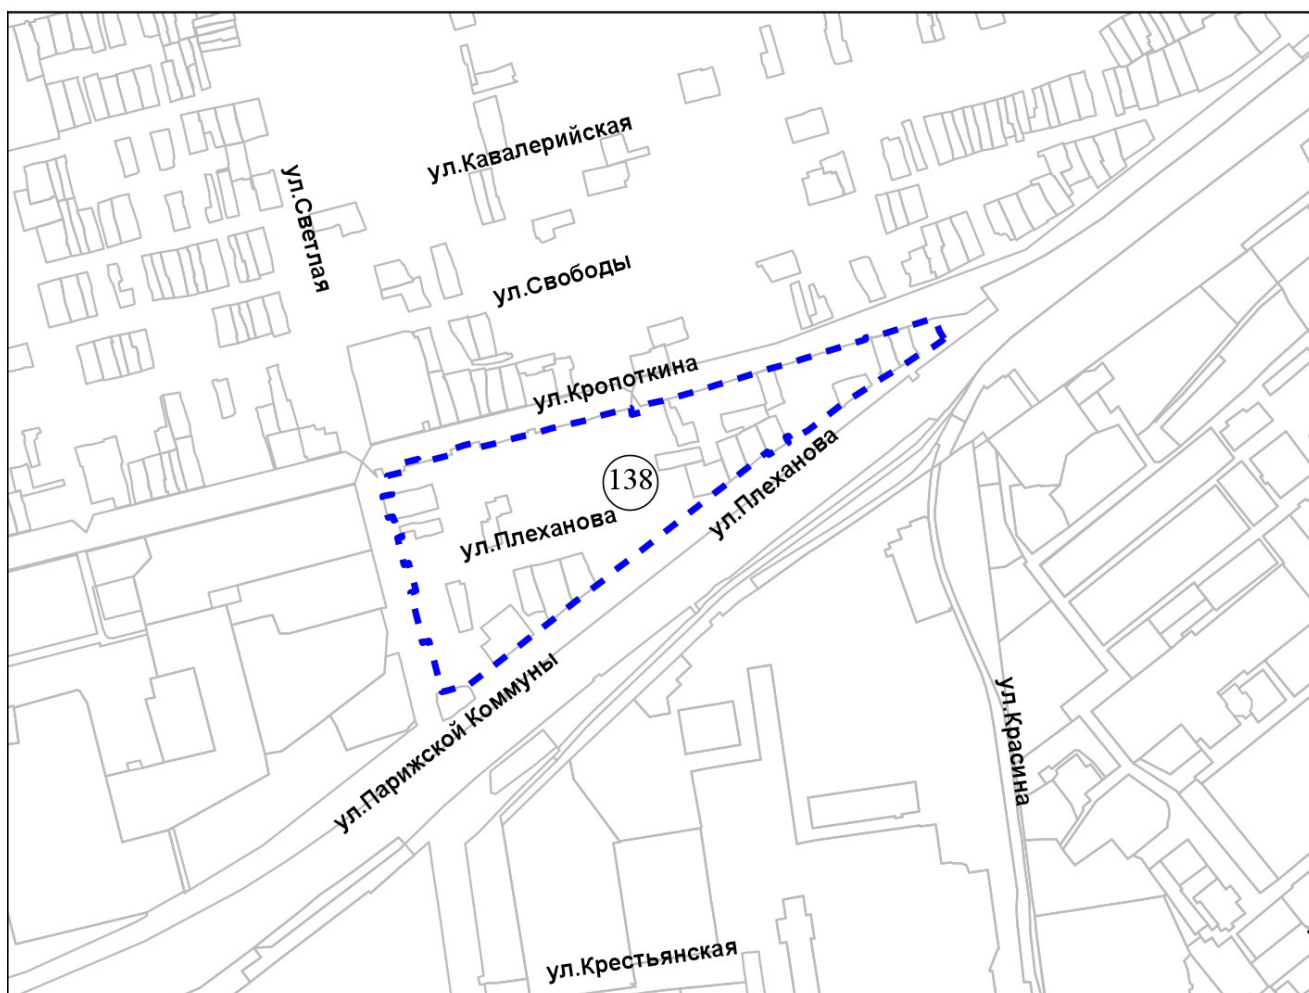 ул.Кавалерийская
ул.Светлая
ул.Свободы
ул.Кропоткина
138
ул.Плеханова
ул.Плеханова
ул.Парижской Коммуны
ул.Красина
ул.Крестьянская